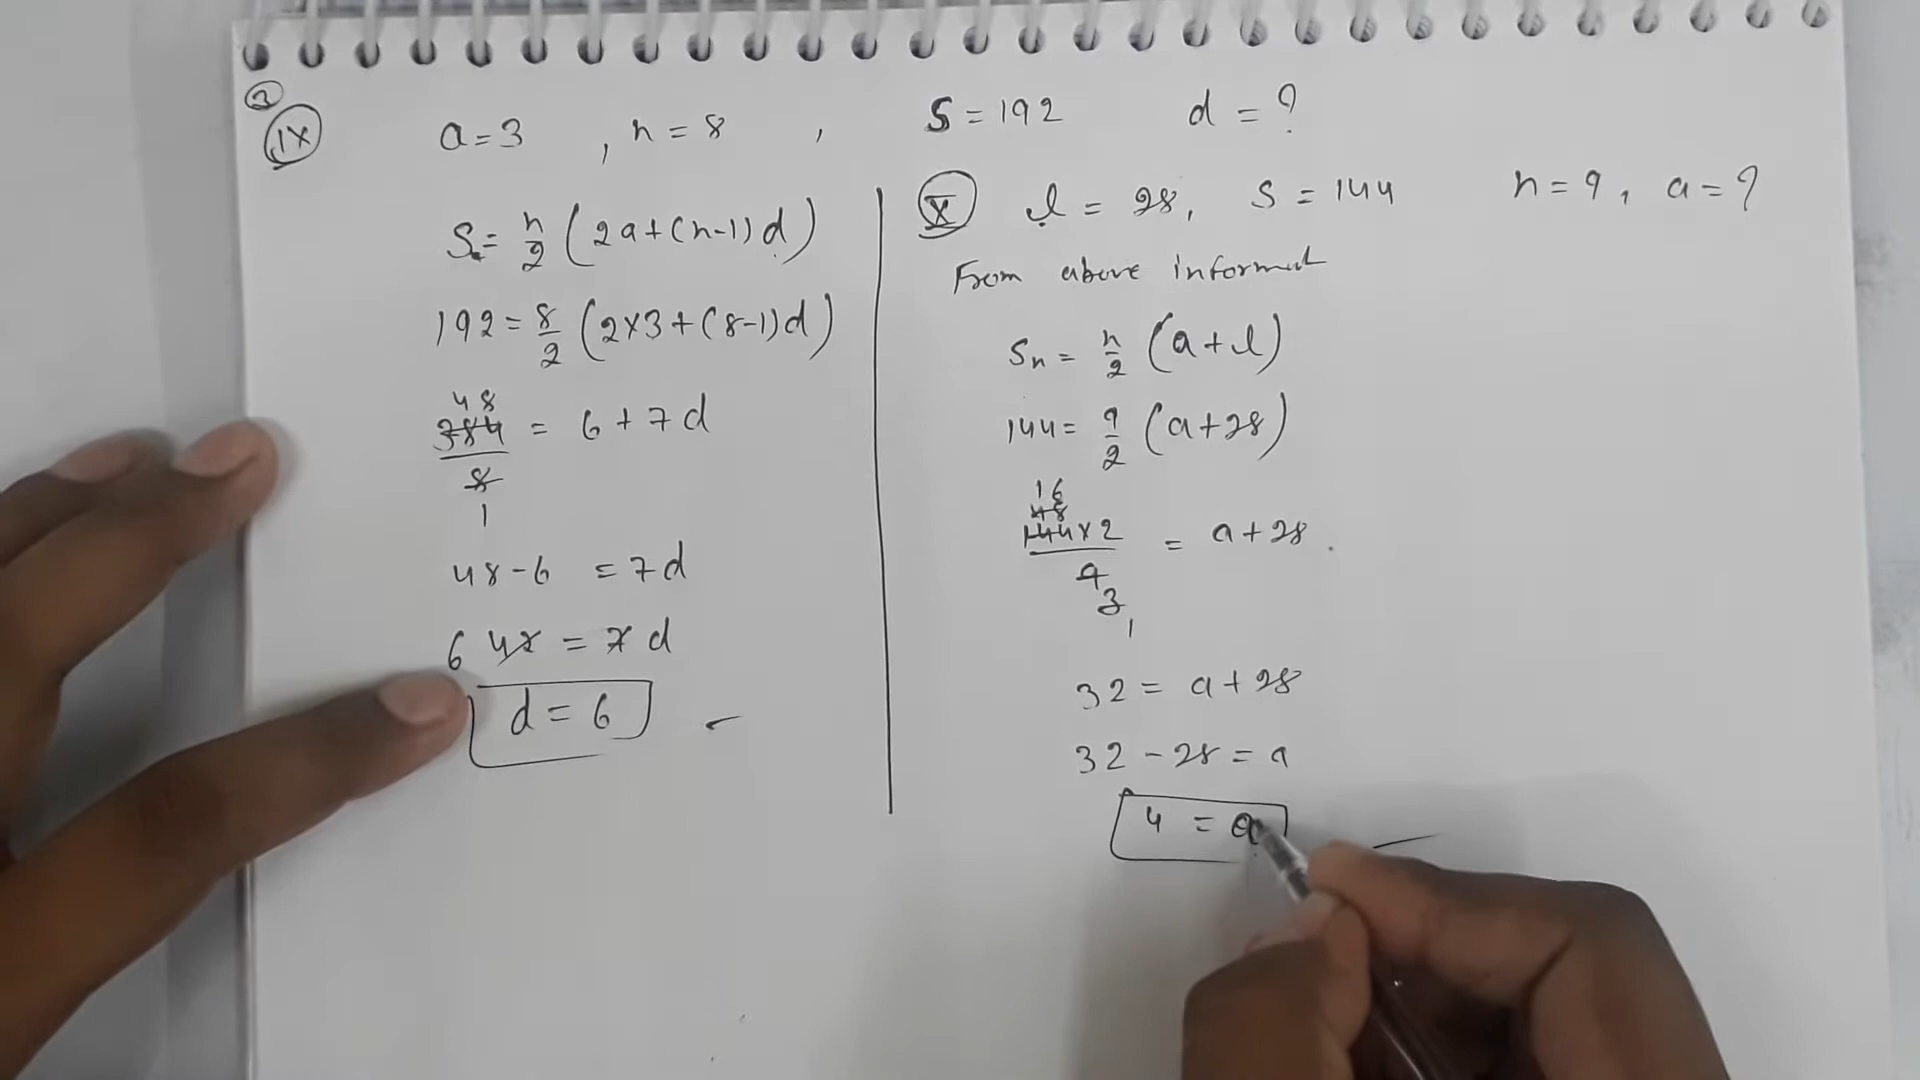 3
ix a=3 , n = 8 , S = 192 d = ?
S = n/2 (2a+(n-1)d)
192 = 8/2 (2×3+(8-1)d)
48
384/8 = 6 + 7d
1
48-6 = 7d
6 42 = 7d
d = 6
x l = 28, S = 144 n = 9, a = ?
From above informat
Sn = n/2 (a+l)
144 = 9/2 (a+28)
16
48
144×2/9 = a+28.
3
1
32 = a+28
32 - 28 = a
4 = a